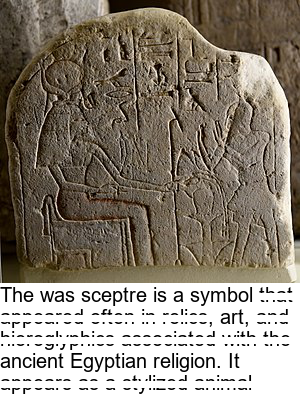 The was sceptre is a symbol that
appeared often in relics, art, and
hieroglyphics associated with the
ancient Egyptian religion. It
appears as a stylized animal